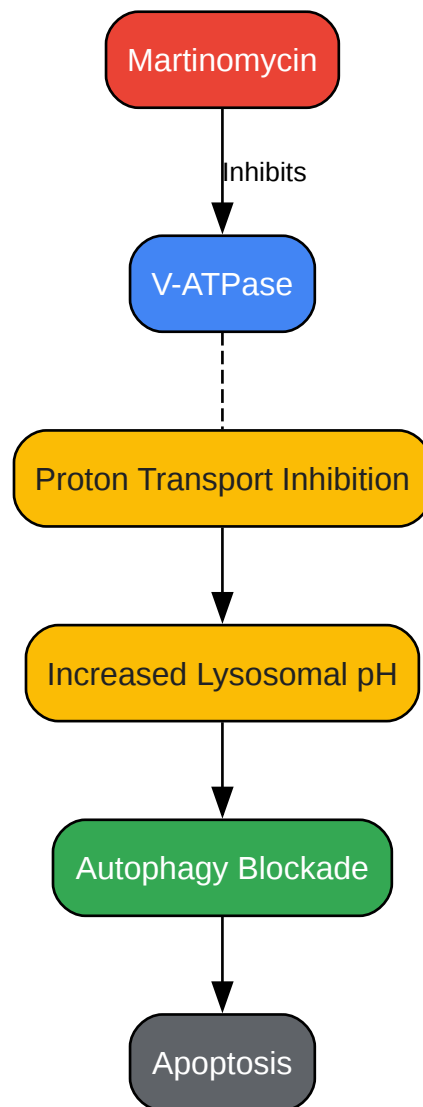 Martinomycin
Inhibits
V-ATPase
Proton Transport Inhibition
Increased Lysosomal pH
Autophagy Blockade
Apoptosis